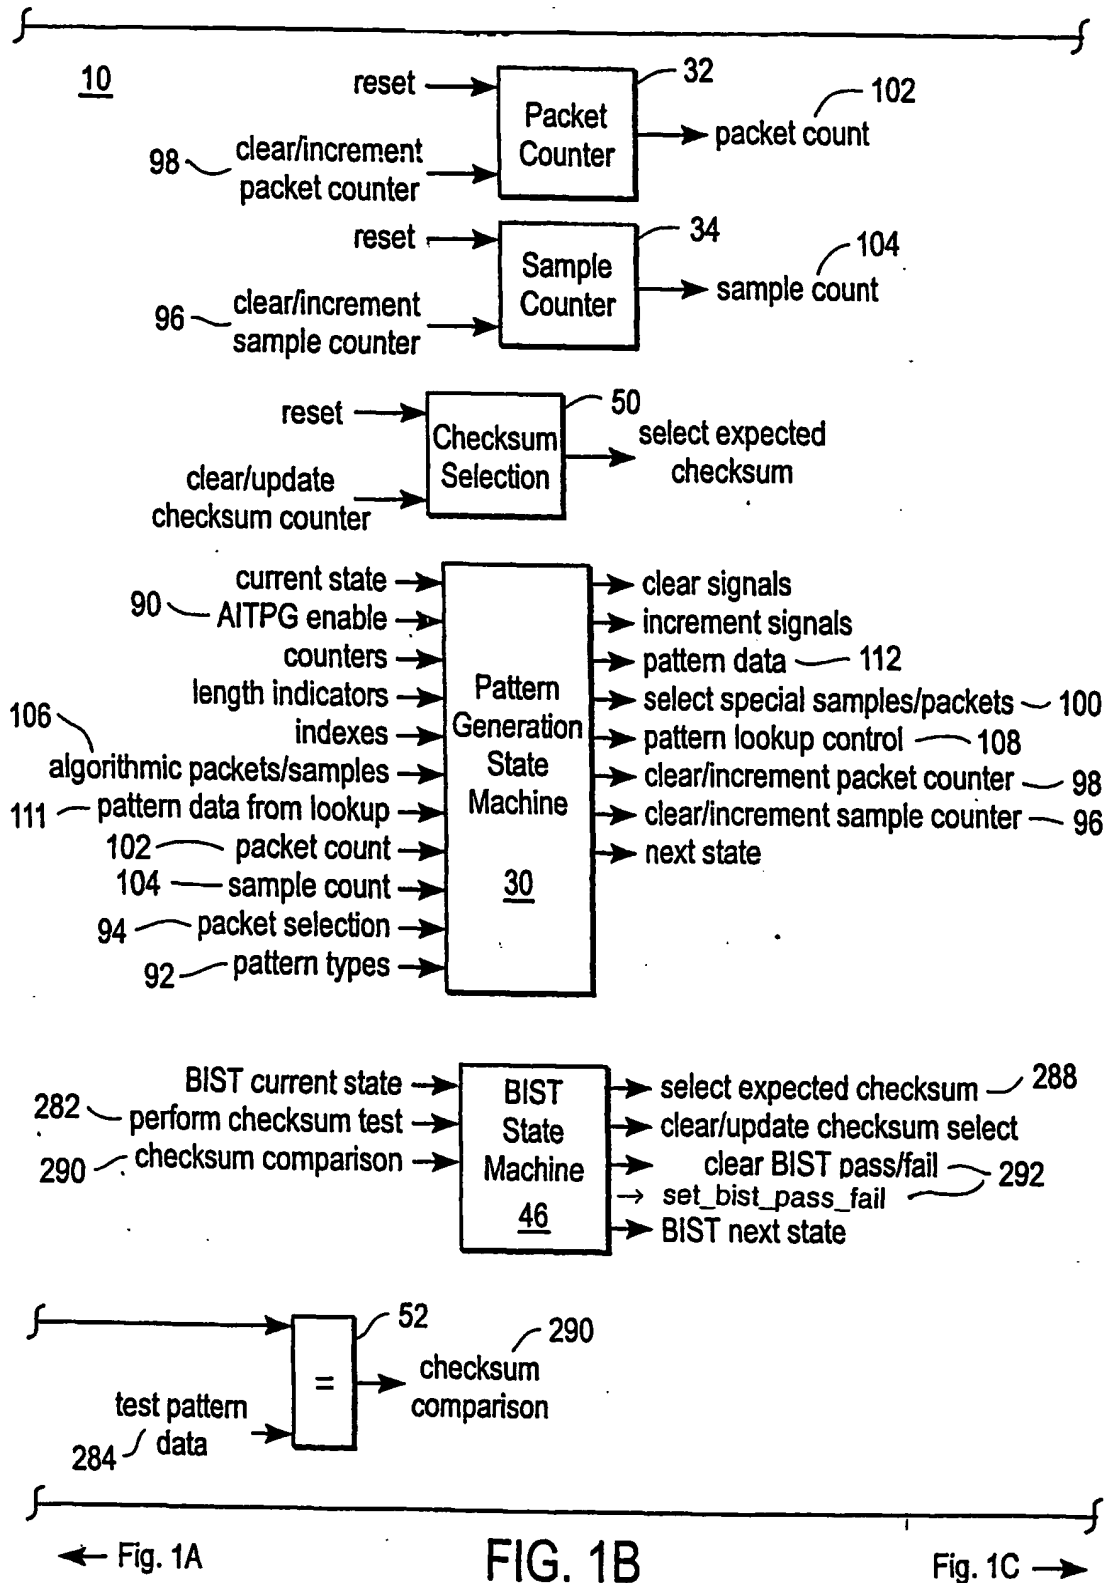 10
reset
32
Packet
Counter
102
packet count
98
clear/increment
packet counter
reset
34
Sample
Counter
104
sample count
96
clear/increment
sample counter
reset
50
Checksum
Selection
select expected
checksum
clear/update
checksum counter
current state
90
AITPG enable
counters
length indicators
106
indexes
algorithmic packets/samples
111
pattern data from lookup
102
packet count
104
sample count
94
packet selection
92
pattern types
Pattern
Generation
State
Machine
30
clear signals
increment signals
pattern data
112
select special samples/packets
100
pattern lookup control
108
clear/increment packet counter
98
clear/increment sample counter
96
next state
BIST current state
282
perform checksum test
290
checksum comparison
BIST
State
Machine
46
select expected checksum
288
clear/update checksum select
clear BIST pass/fail
292
set_bist_pass_fail
BIST next state
52
=
290
checksum
comparison
test pattern
data
284
Fig. 1A
FIG. 1B
Fig. 1C